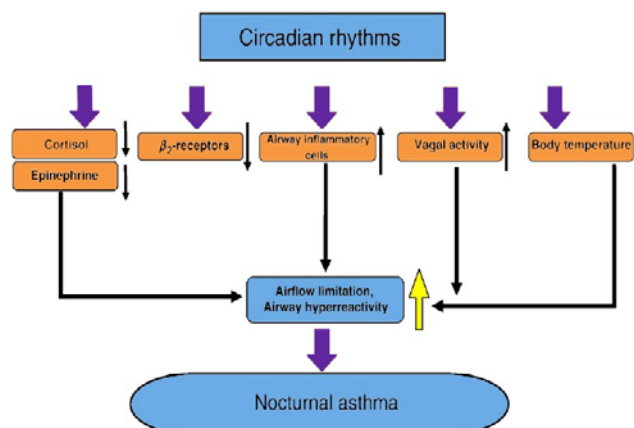 Circadian rhythms
Cortisol
Epinephrine
β2-receptors
Airway inflammatory
cells
Vagal activity
Body temperature
Airflow limitation,
Airway hyperreactivity
Nocturnal asthma